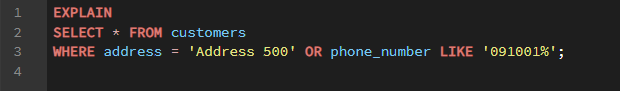 1 EXPLAIN
2 SELECT * FROM customers
3 WHERE address = 'Address 500' OR phone_number LIKE '091001%';
4